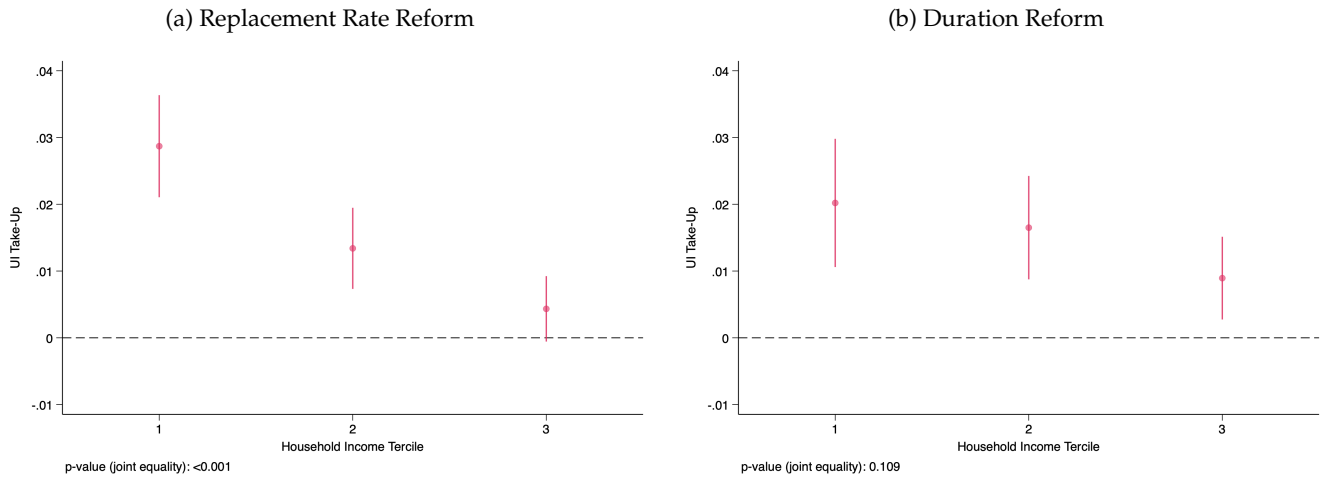 (a) Replacement Rate Reform
.04
.03
.02
.01
0
-.01
UI Take-Up
1
2
3
Household Income Tercile
p-value (joint equality): <0.001
(b) Duration Reform
.04
.03
.02
.01
0
-.01
UI Take-Up
1
2
3
Household Income Tercile
p-value (joint equality): 0.109